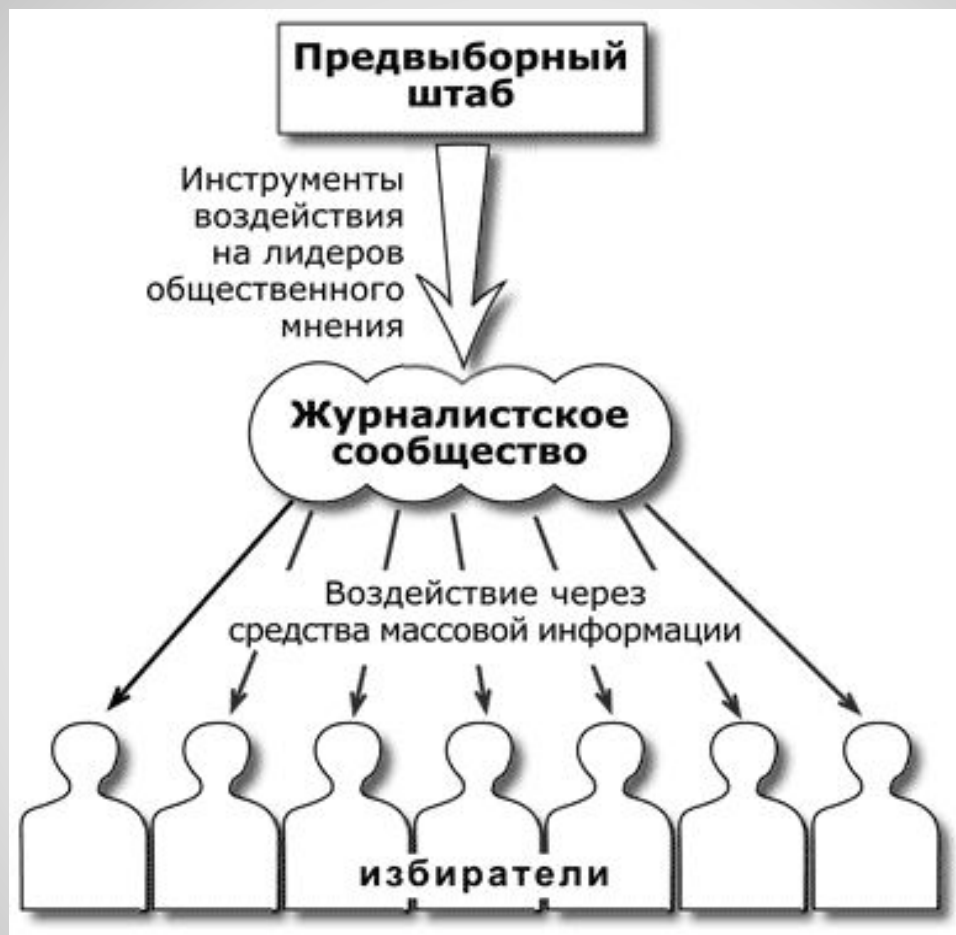 Предвыборный
штаб
Инструменты
воздействия
на лидеров
общественного
мнения
Журналистское
сообщество
Воздействие через
средства массовой информации
избиратели